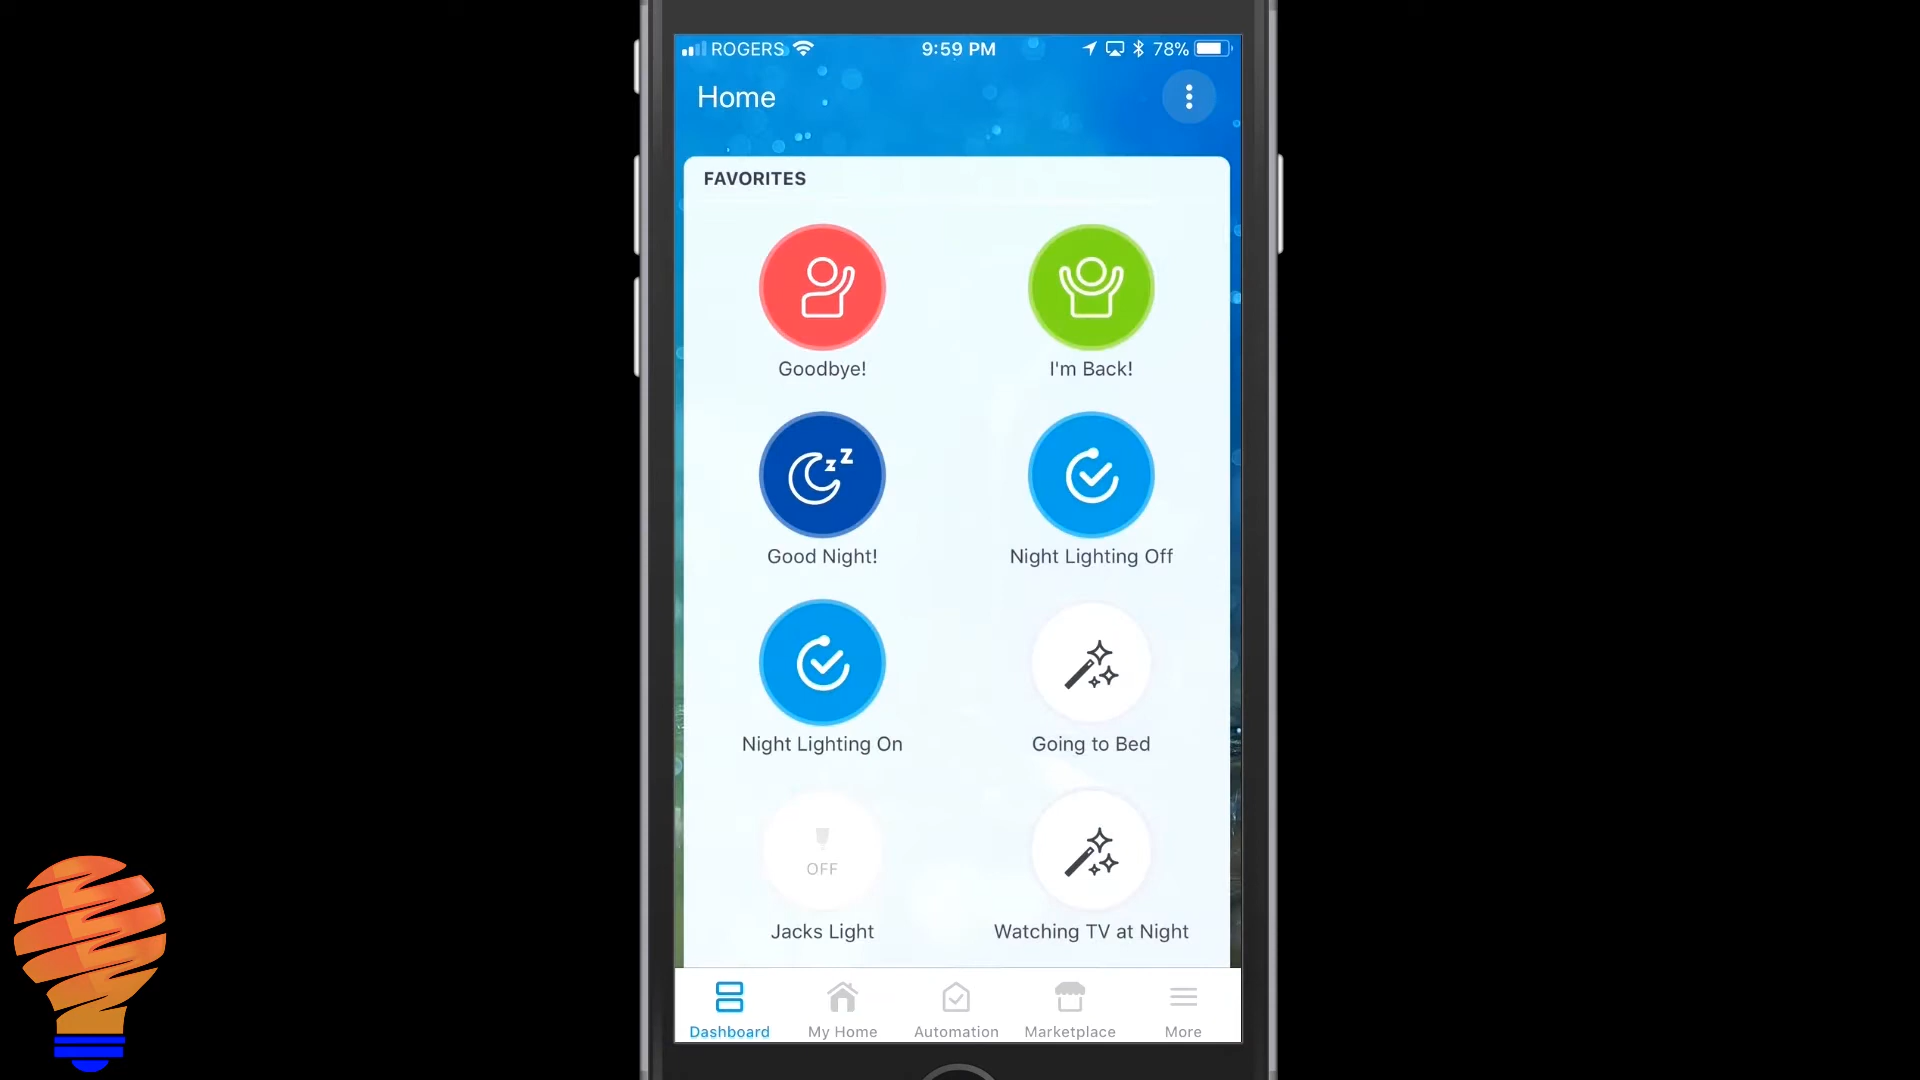 ROGERS 9:59 PM 78%
Home
FAVORITES
Goodbye! I'm Back!
z z
Good Night! Night Lighting Off
Night Lighting On Going to Bed
OFF
Jacks Light Watching TV at Night
Dashboard My Home Automation Marketplace More